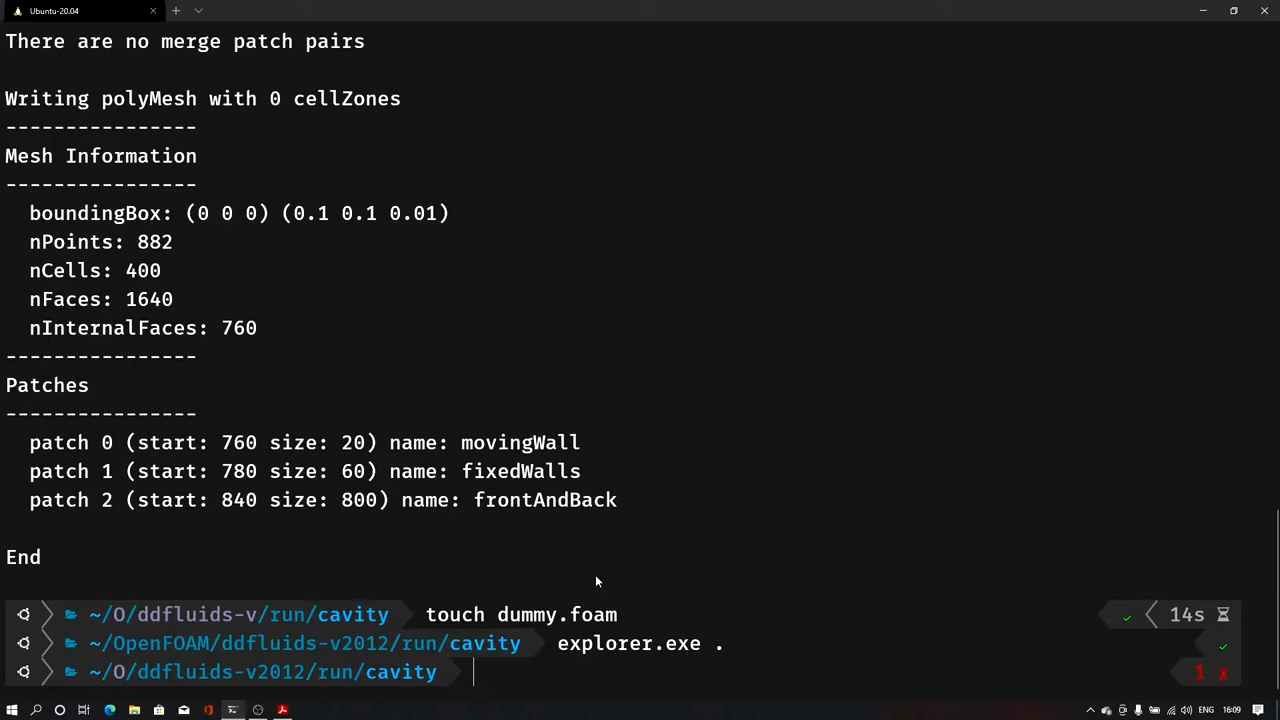 Ubuntu-20.04
There are no merge patch pairs
Writing polyMesh with 0 cellZones
----------------
Mesh Information
----------------
boundingBox: (0 0 0) (0.1 0.1 0.01)
nPoints: 882
nCells: 400
nFaces: 1640
nInternalFaces: 760
----------------
Patches
----------------
patch 0 (start: 760 size: 20) name: movingWall
patch 1 (start: 780 size: 60) name: fixedWalls
patch 2 (start: 840 size: 800) name: frontAndBack
End
~/O/ddfluids-v/run/cavity touch dummy.foam 14s
~/OpenFOAM/ddfluids-v2012/run/cavity explorer.exe .
~/O/ddfluids-v2012/run/cavity 1 ✗
ENG 16:09